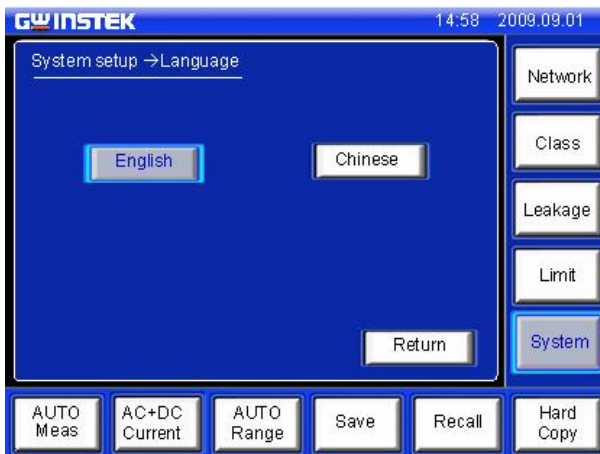 GWINSTEK 14:58 2009.09.01
System setup →Language
English Chinese
Return
Network
Class
Leakage
Limit
System
AUTO Meas
AC+DC Current
AUTO Range
Save
Recall
Hard Copy